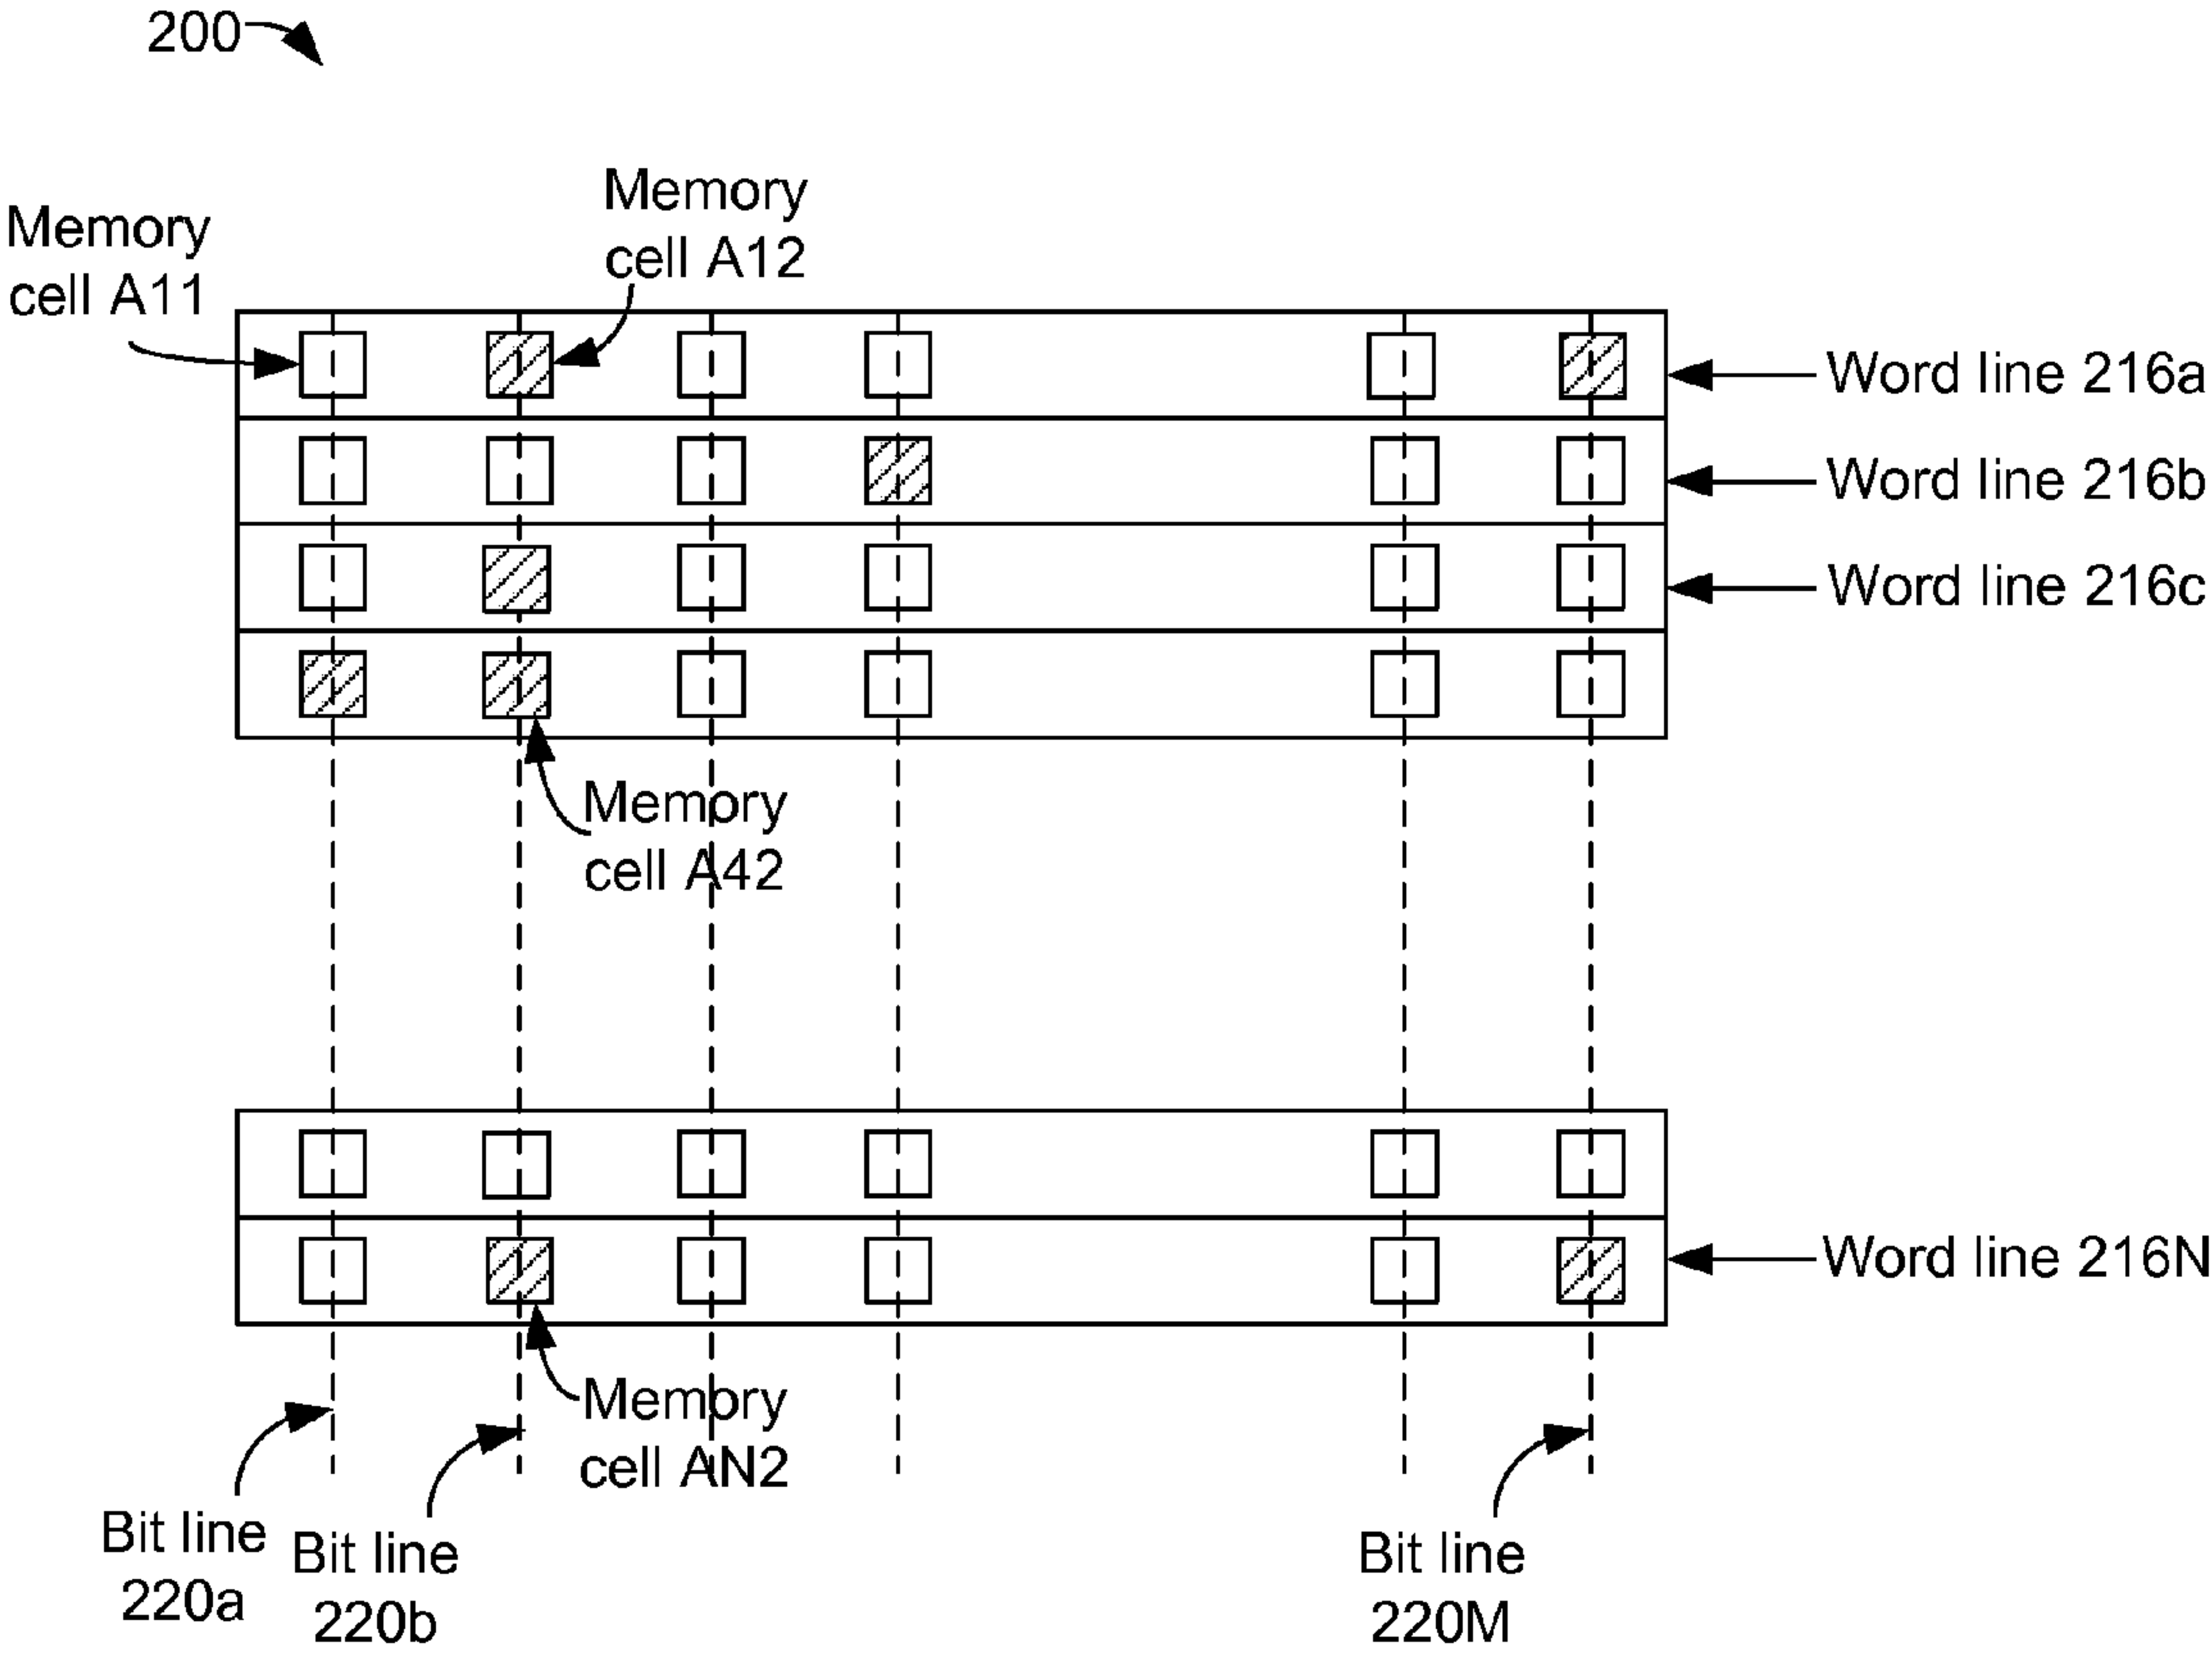 200
Memory
cell A12
Memory
cell A11
Word line 216a
Word line 216b
Word line 216c
Memory
cell A42
Word line 216N
Memory
cell AN2
Bit line
220a
Bit line
220b
Bit line
220M